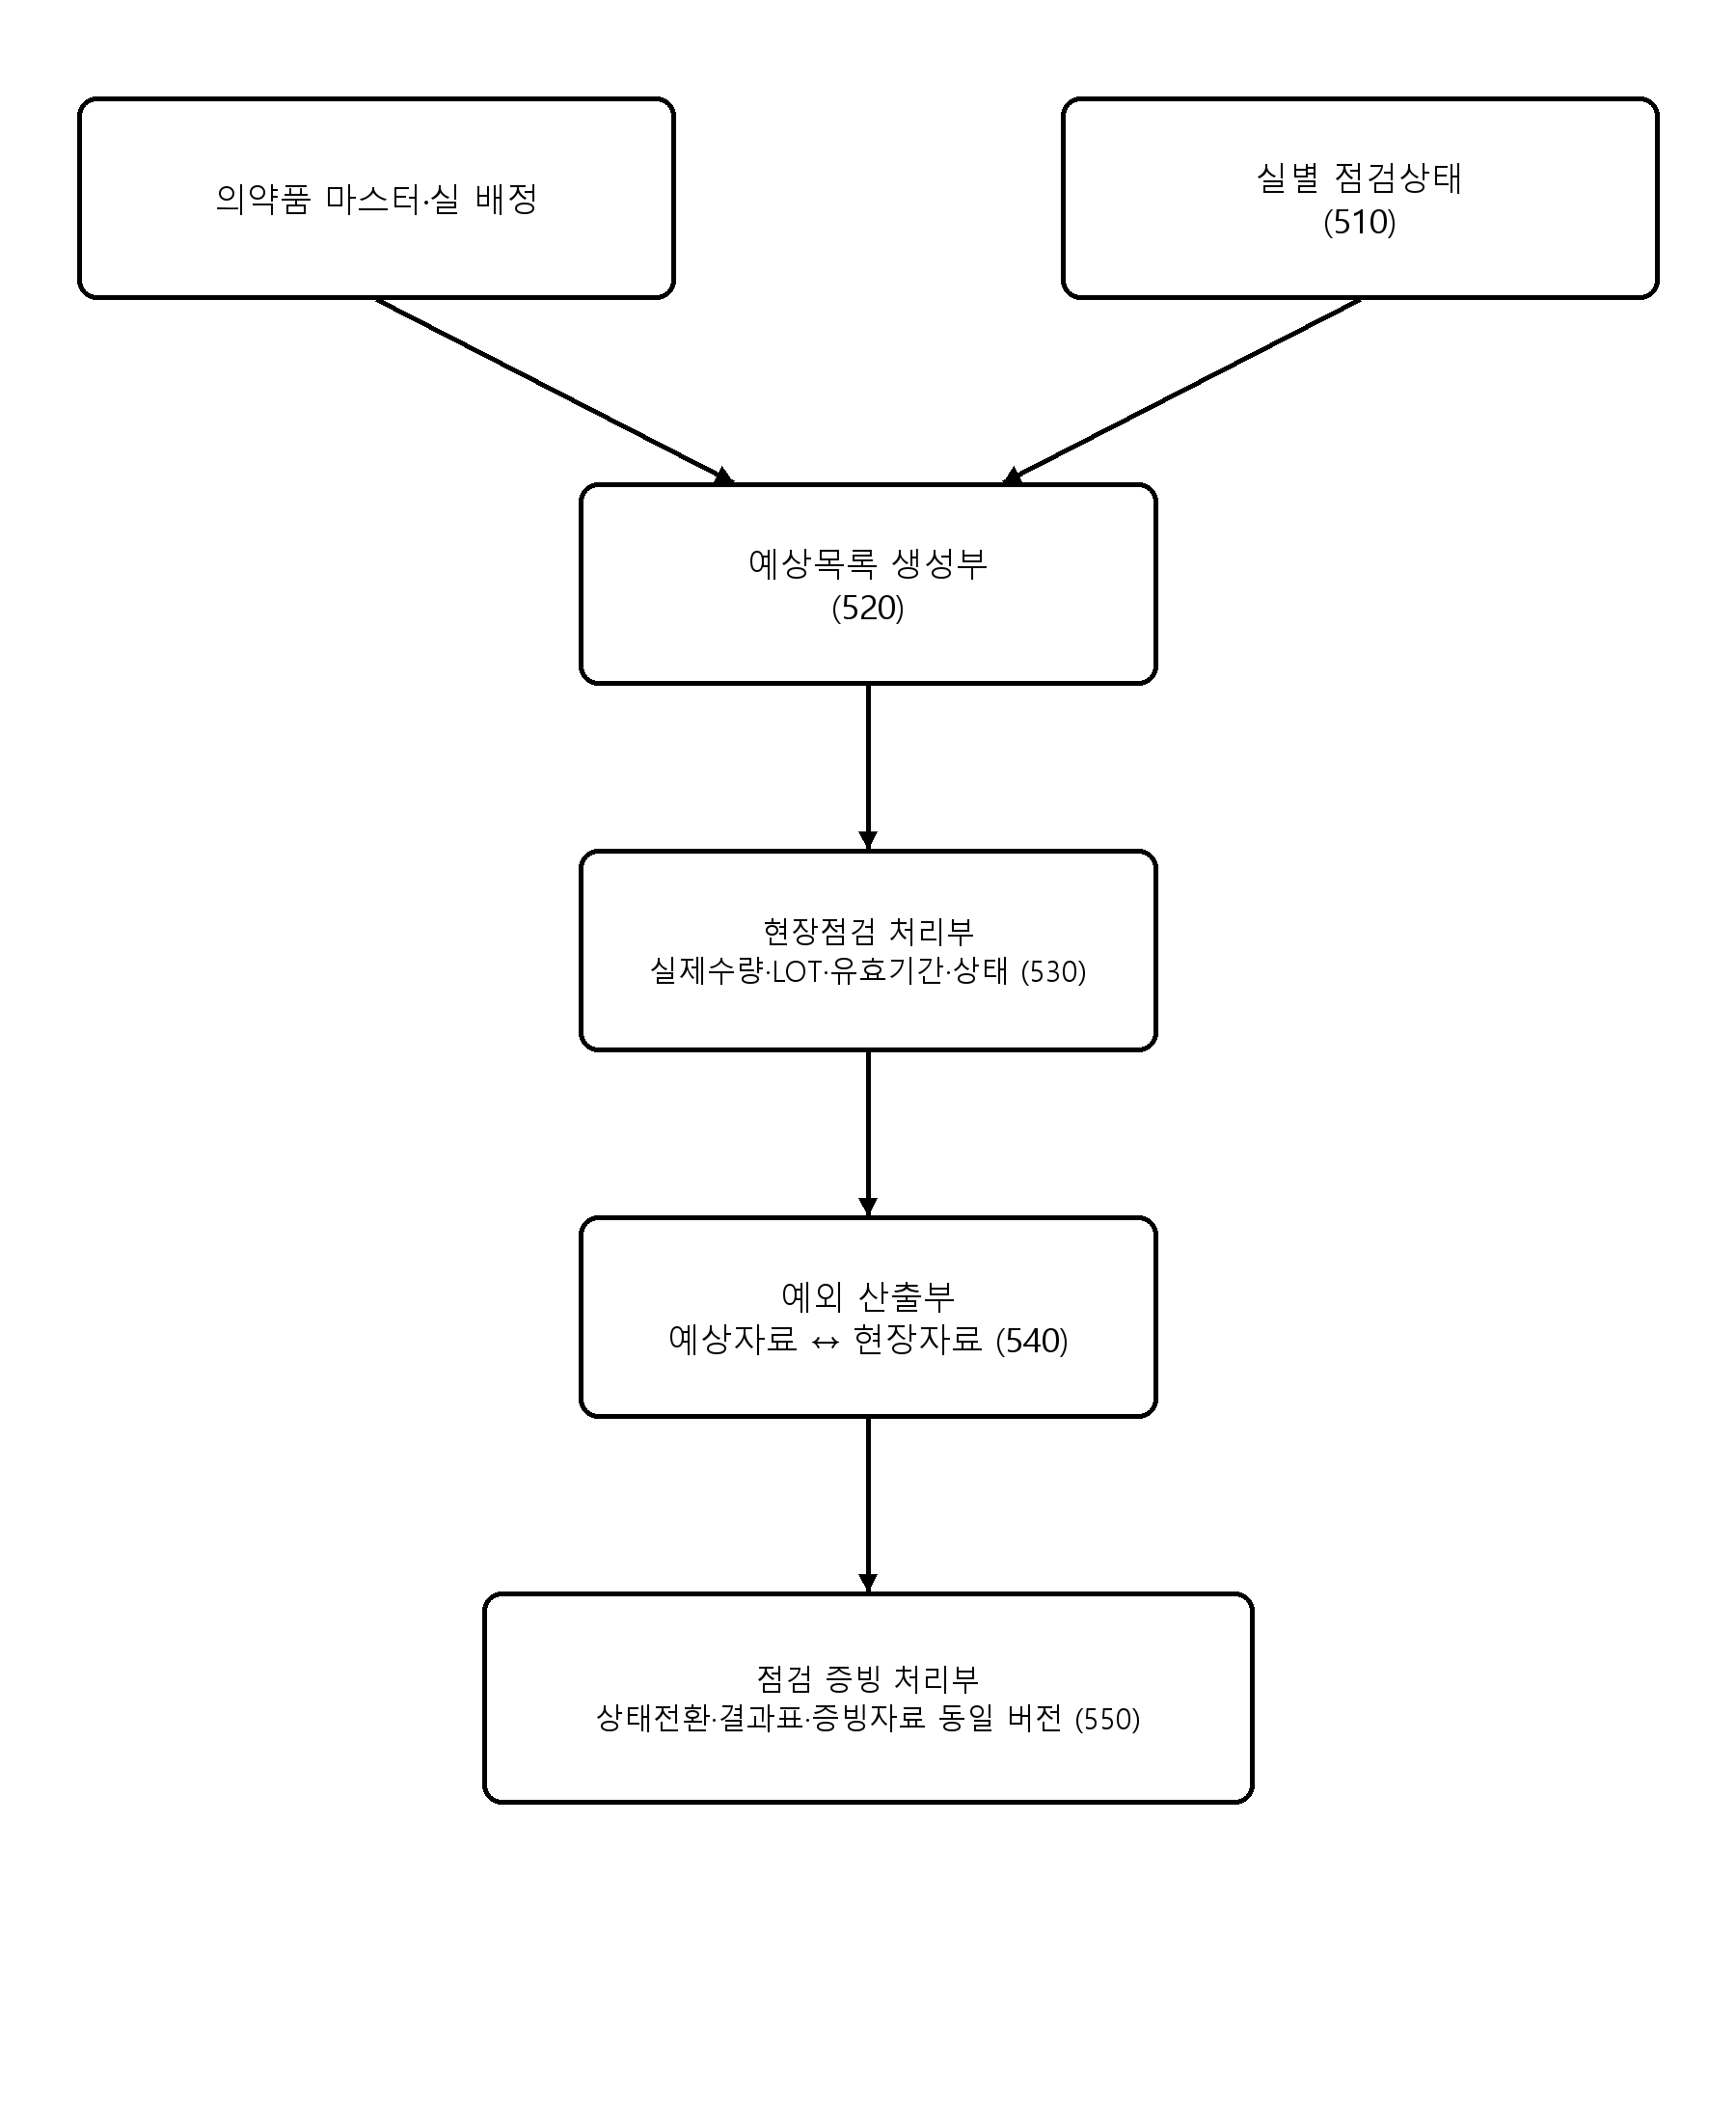 의약품 마스터·실 배정
실별 점검상태
(510)
예상목록 생성부
(520)
현장점검 처리부
실제수량·LOT·유효기간·상태 (530)
예외 산출부
예상자료 ↔ 현장자료 (540)
점검 증빙 처리부
상태전환·결과표·증빙자료 동일 버전 (550)